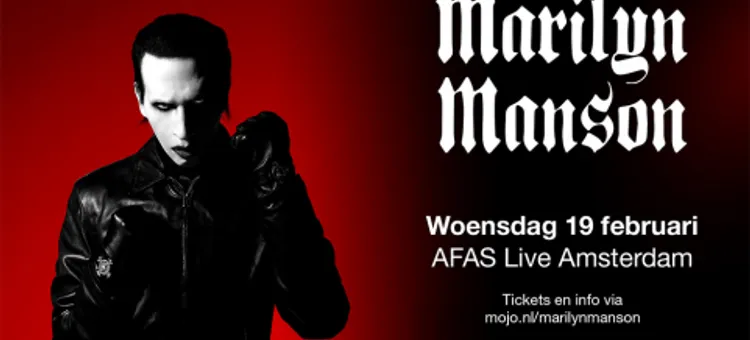 Marilyn
Manson
Woensdag 19 februari
AFAS Live Amsterdam
Tickets en info via
mojo.nl/marilynmanson